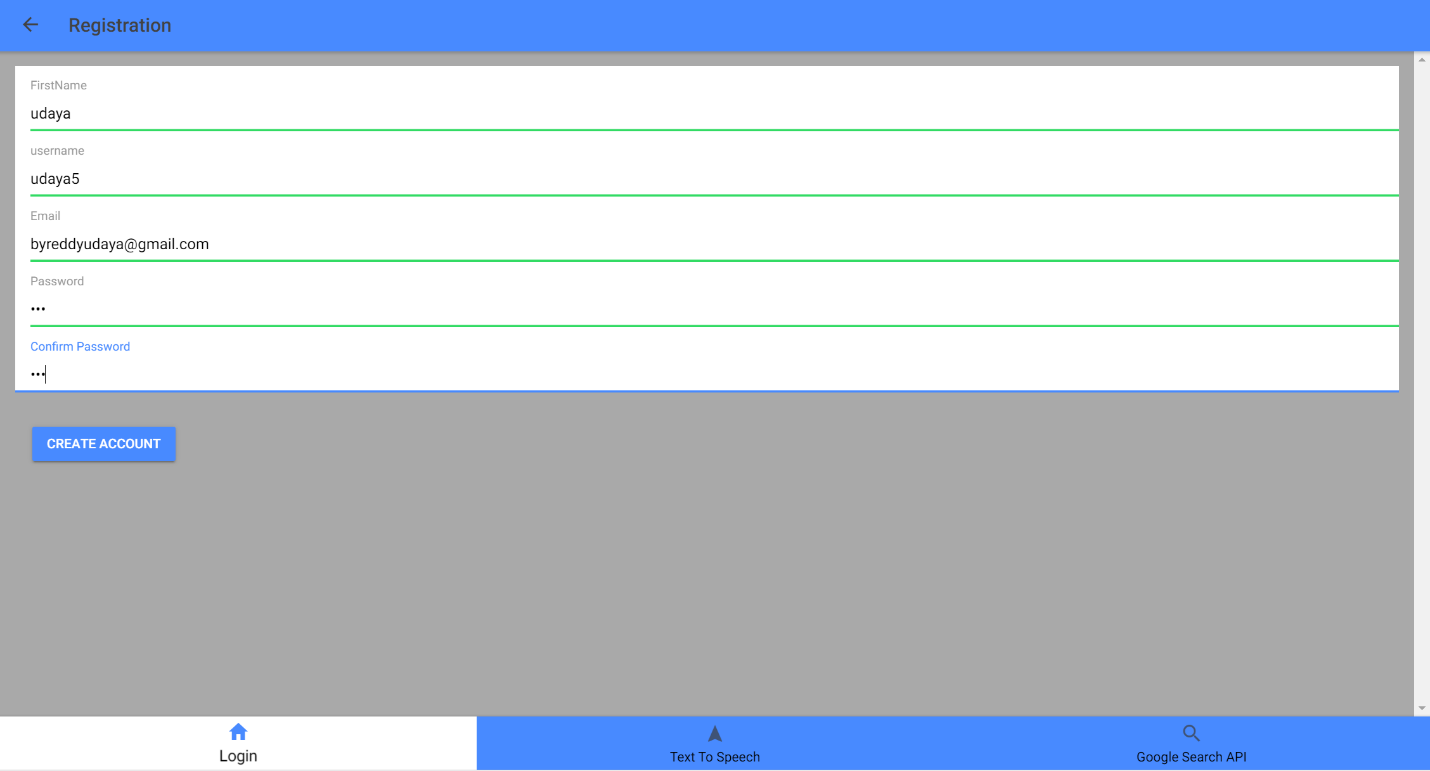 Registration
FirstName
udaya
username
udaya5
Email
byreddyudaya@gmail.com
Password
•••
Confirm Password
•••
CREATE ACCOUNT
Login
Text To Speech
Google Search API